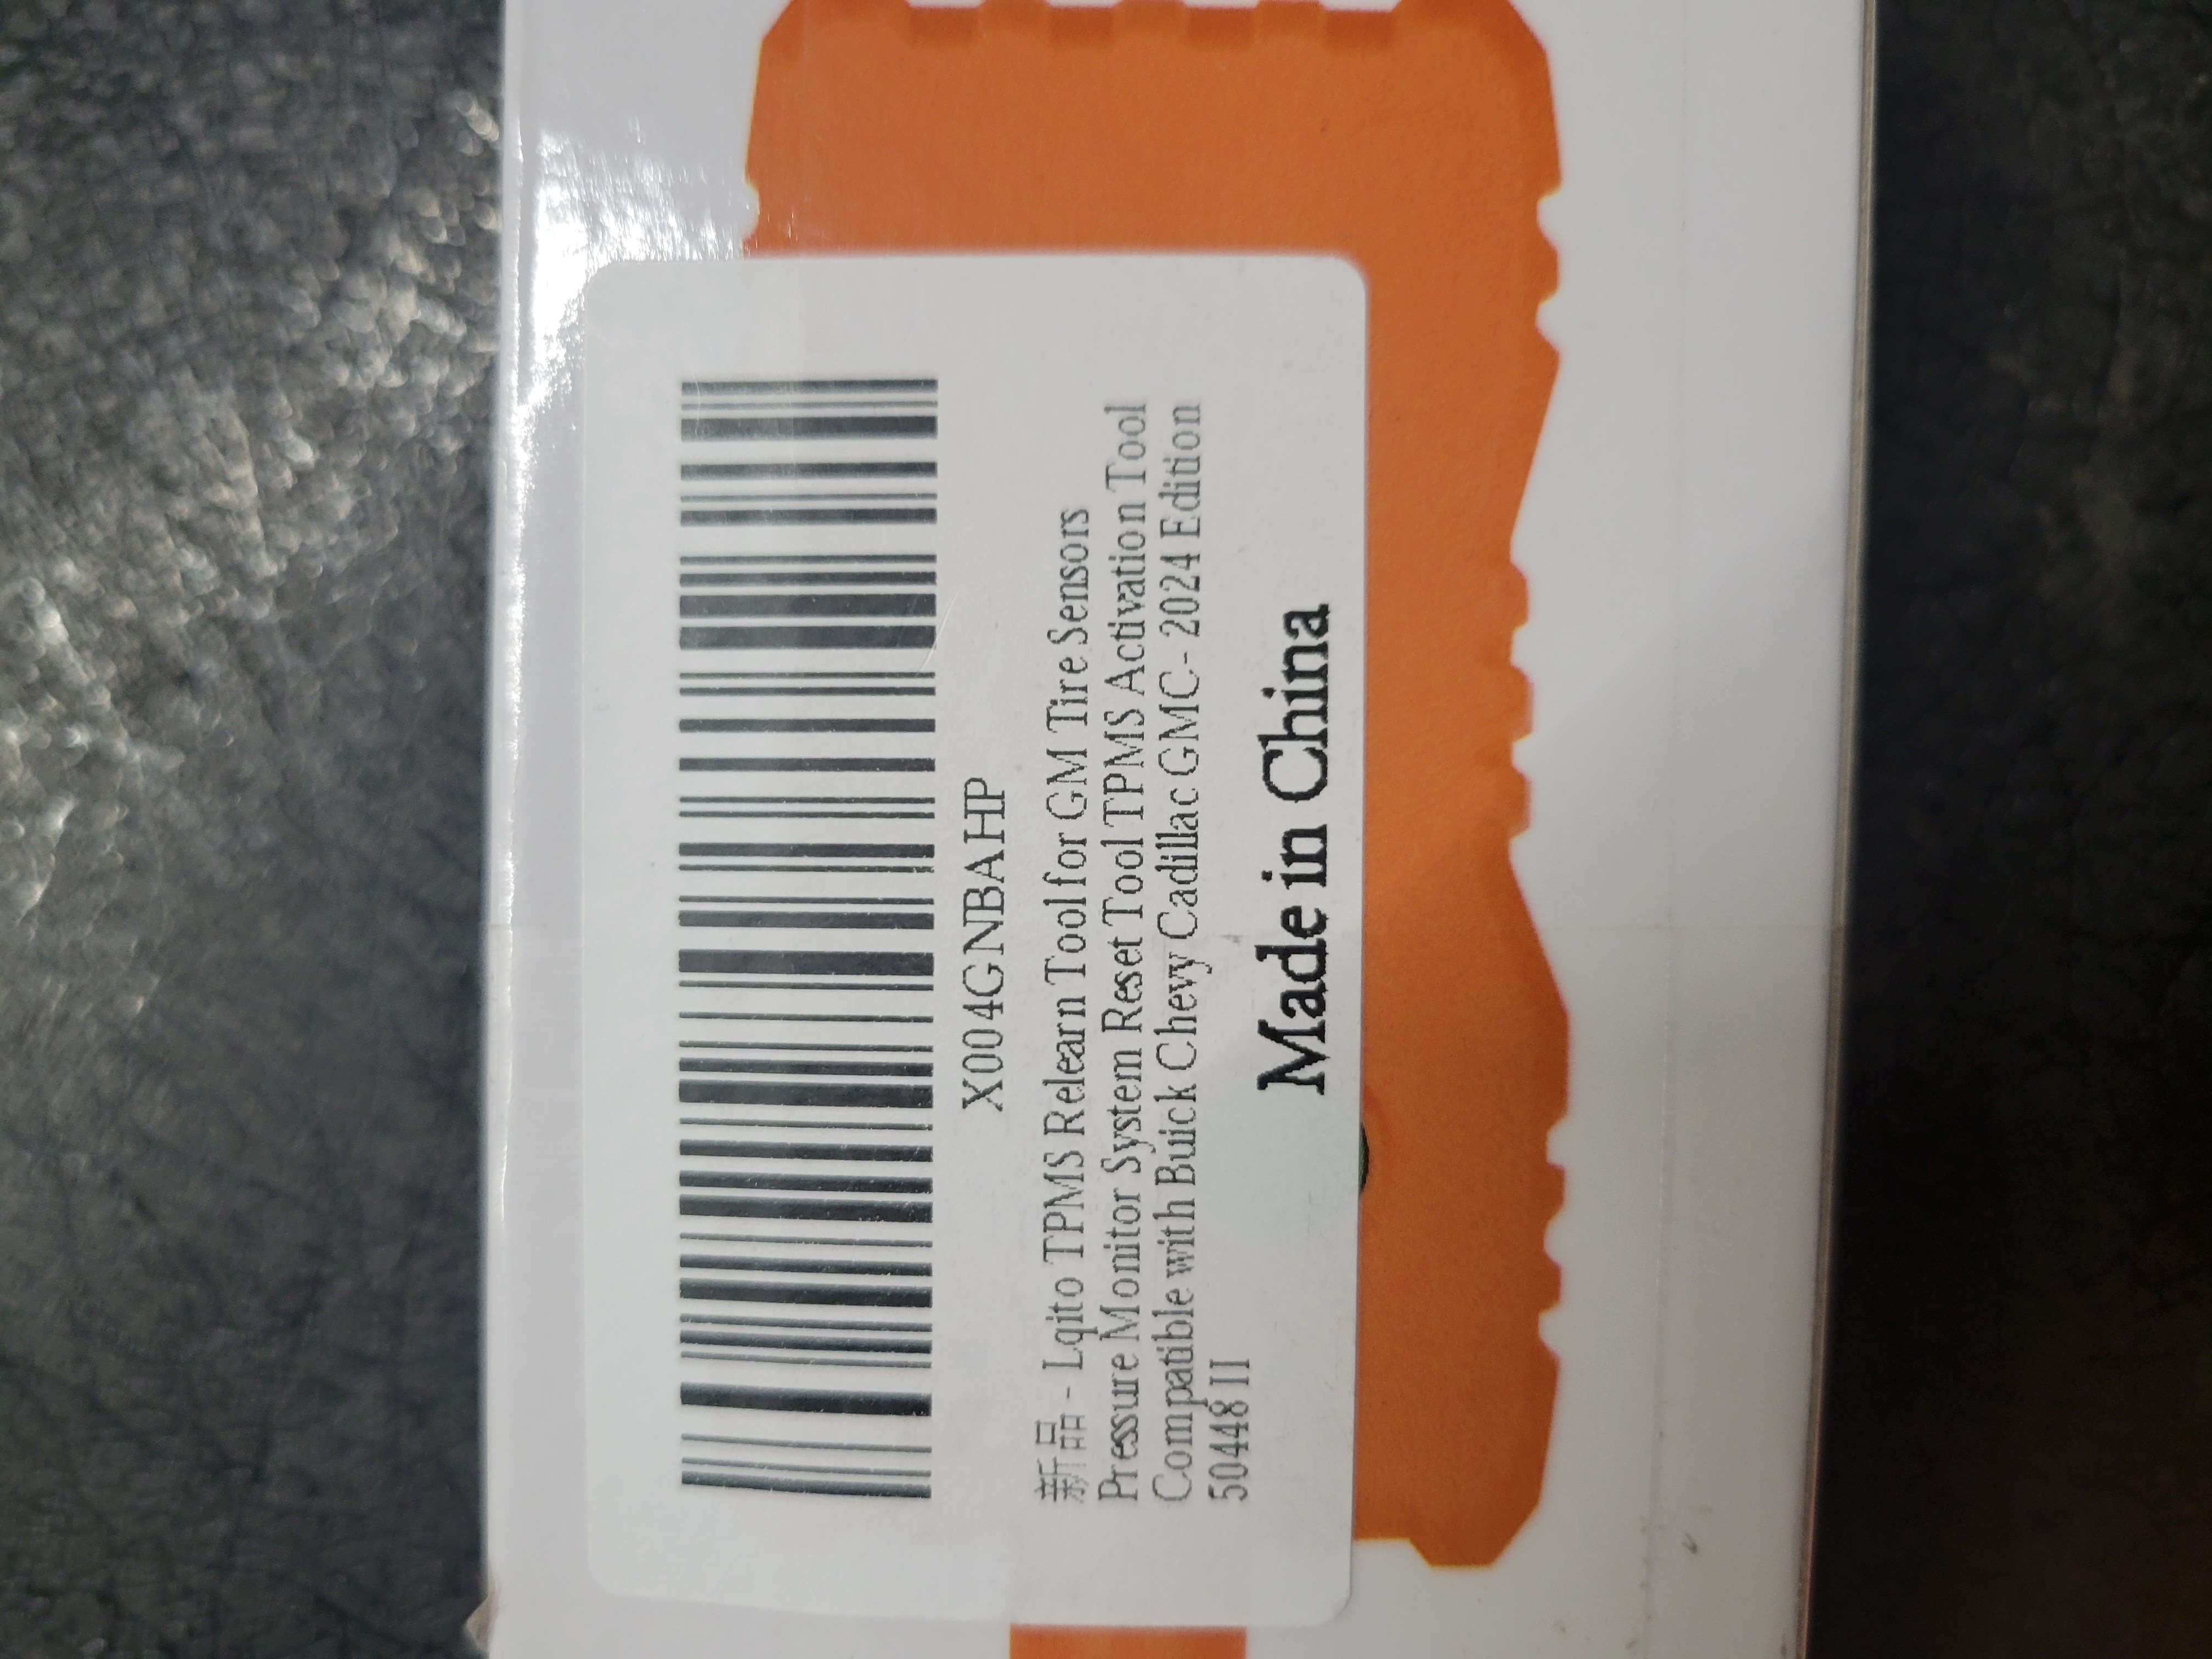 X004GNBAHP
新品 - Lqito TPMS Relearn Tool for GM Tire Sensors
Pressure Monitor System Reset Tool TPMS Activation Tool
Compatible with Buick Chevy Cadillac GMC- 2024 Edition
50448 II
Made in China